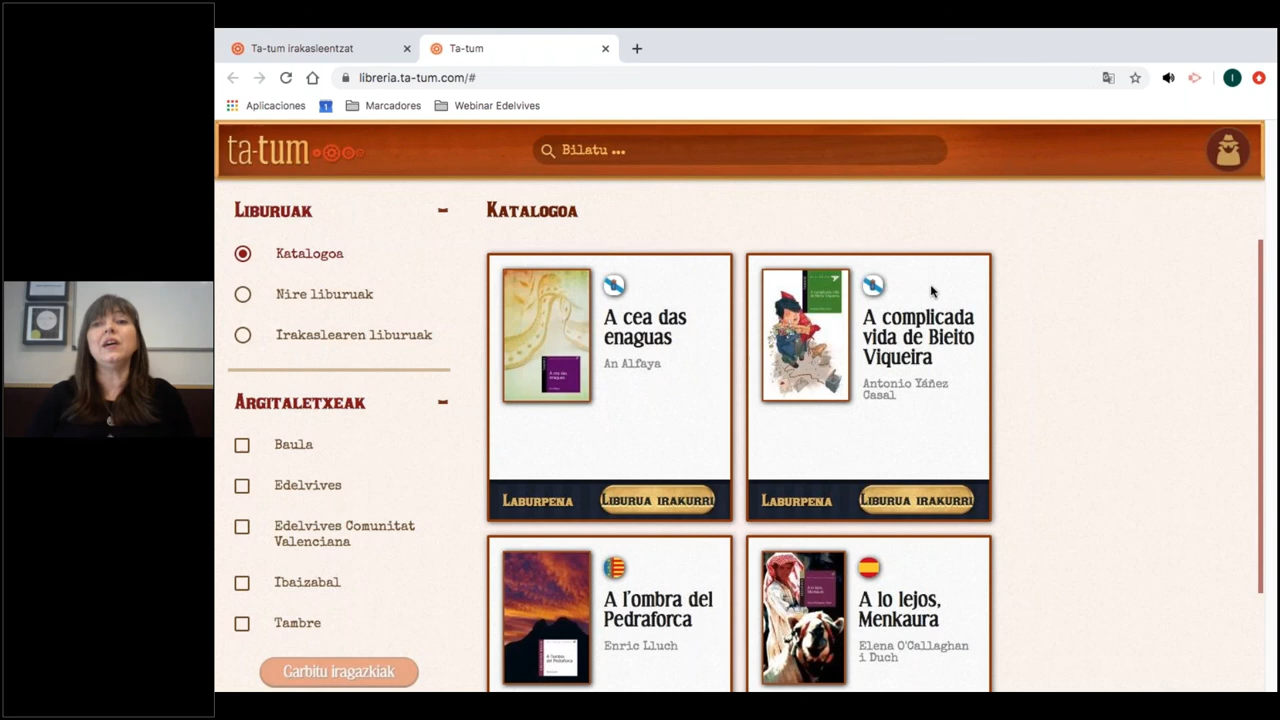 Ta-tum irakasleentzat
Ta-tum
libreria.ta-tum.com/#
Aplicaciones
Marcadores
Webinar Edelvives
ta-tum
Bilatu ...
LIBURUAK
Katalogoa
Nire liburuak
Irakaslearen liburuak
ARGITALETXEAK
Baula
Edelvives
Edelvives Comunitat
Valenciana
Ibaizabal
Tambre
Garbitu iragazkiak
KATALOGOA
A cea das
enaguas
An Alfaya
LABURPENA
LIBURUA IRAKURRI
A complicada
vida de Bieito
Viqueira
Antonio Yáñez
Casal
LABURPENA
LIBURUA IRAKURRI
A l'ombra del
Pedraforca
Enric Lluch
A lo lejos,
Menkaura
Elena O'Callaghan
i Duch